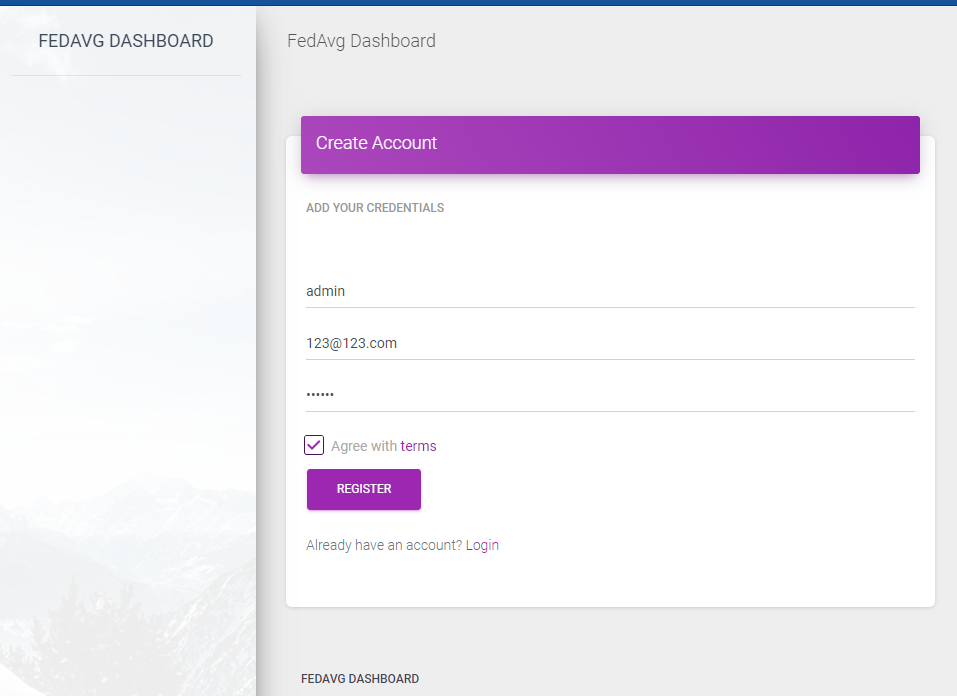 FEDAVG DASHBOARD
FedAvg Dashboard
Create Account
ADD YOUR CREDENTIALS
admin
123@123.com
••••••
Agree with terms
REGISTER
Already have an account? Login
FEDAVG DASHBOARD